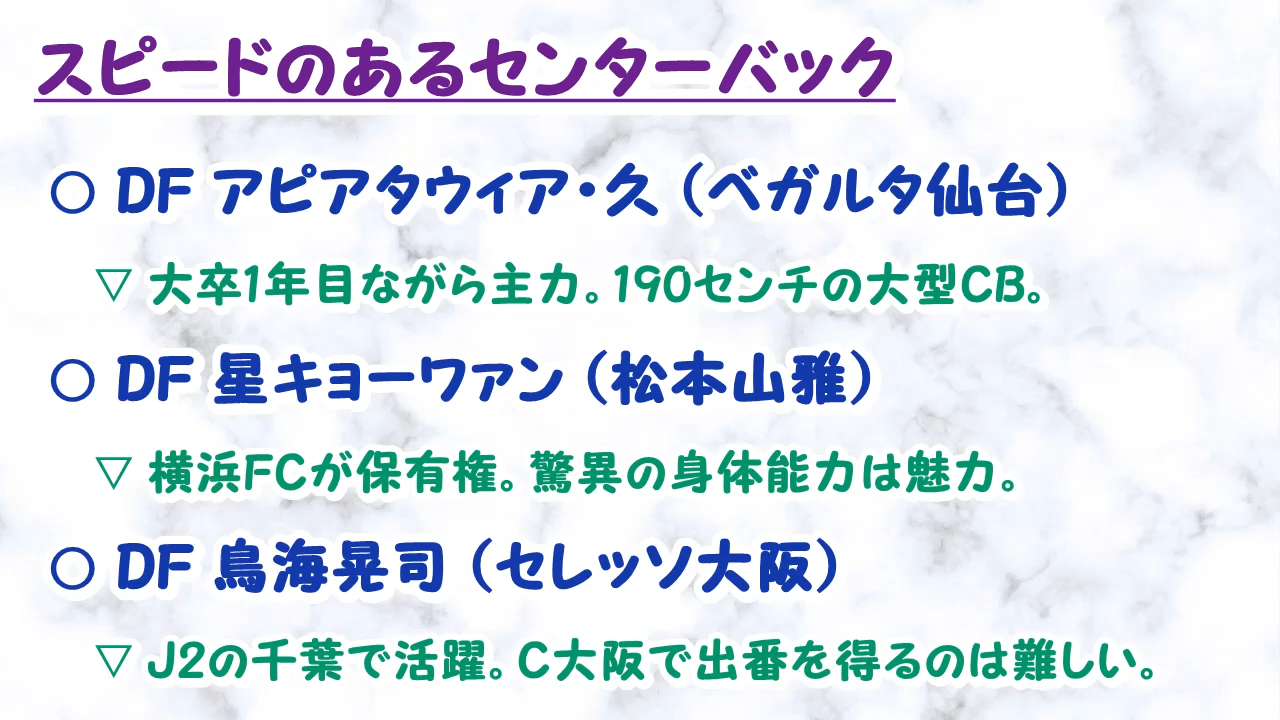 スピードのあるセンターバック
○ DF アピアタウィア・久（ベガルタ仙台）
▽ 大卒1年目ながら主力。190センチの大型CB。
○ DF 星キョーワァン（松本山雅）
▽ 横浜FCが保有権。驚異の身体能力は魅力。
○ DF 鳥海晃司（セレッソ大阪）
▽ J2の千葉で活躍。C大阪で出番を得るのは難しい。